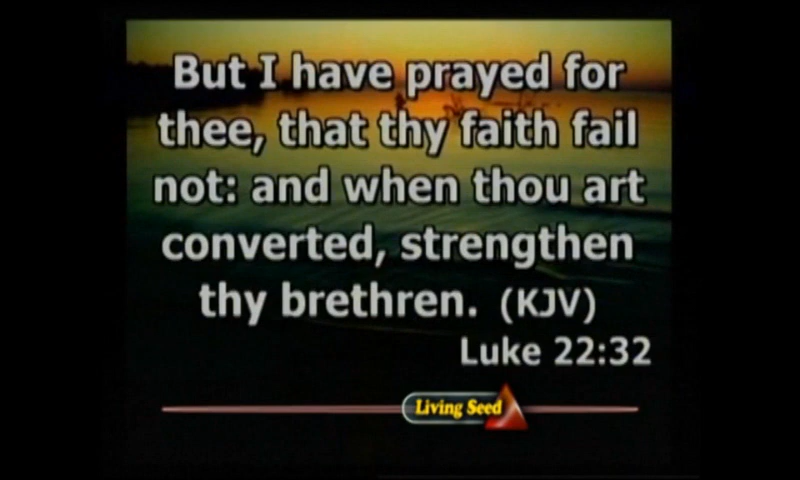 But I have prayed for
thee, that thy faith fail
not: and when thou art
converted, strengthen
thy brethren. (KJV)
Luke 22:32
Living Seed